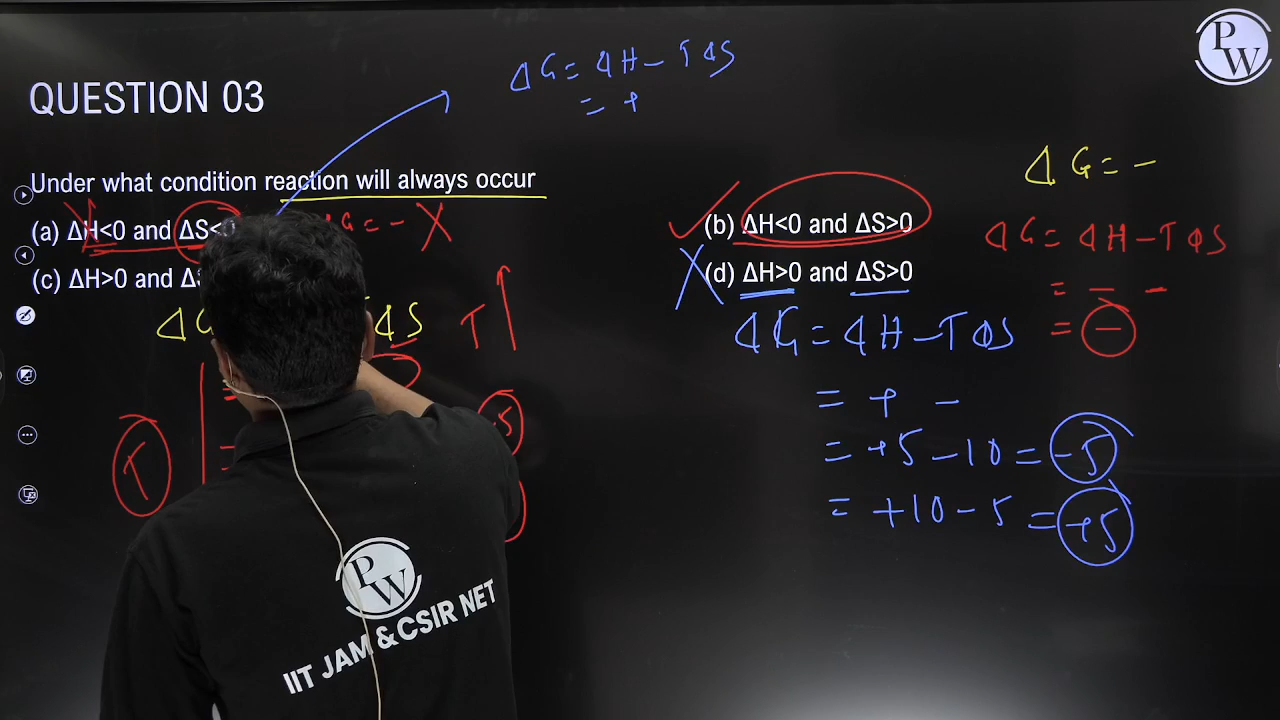 PW
ΔG = ΔH - TΔS
= +
QUESTION 03
Under what condition reaction will always occur
(a) ΔH<0 and ΔS<
G = - X
(b) ΔH<0 and ΔS>0
(c) ΔH>0 and
(d) ΔH>0 and ΔS>0
ΔG = -
ΔG = ΔH - TΔS
= - -
= -
ΔG
ΔS
T
T
ΔG = ΔH - TΔS
= + -
= +5 - 10 = -5
= +10 - 5 = +5
PW
IIT JAM & CSIR NET